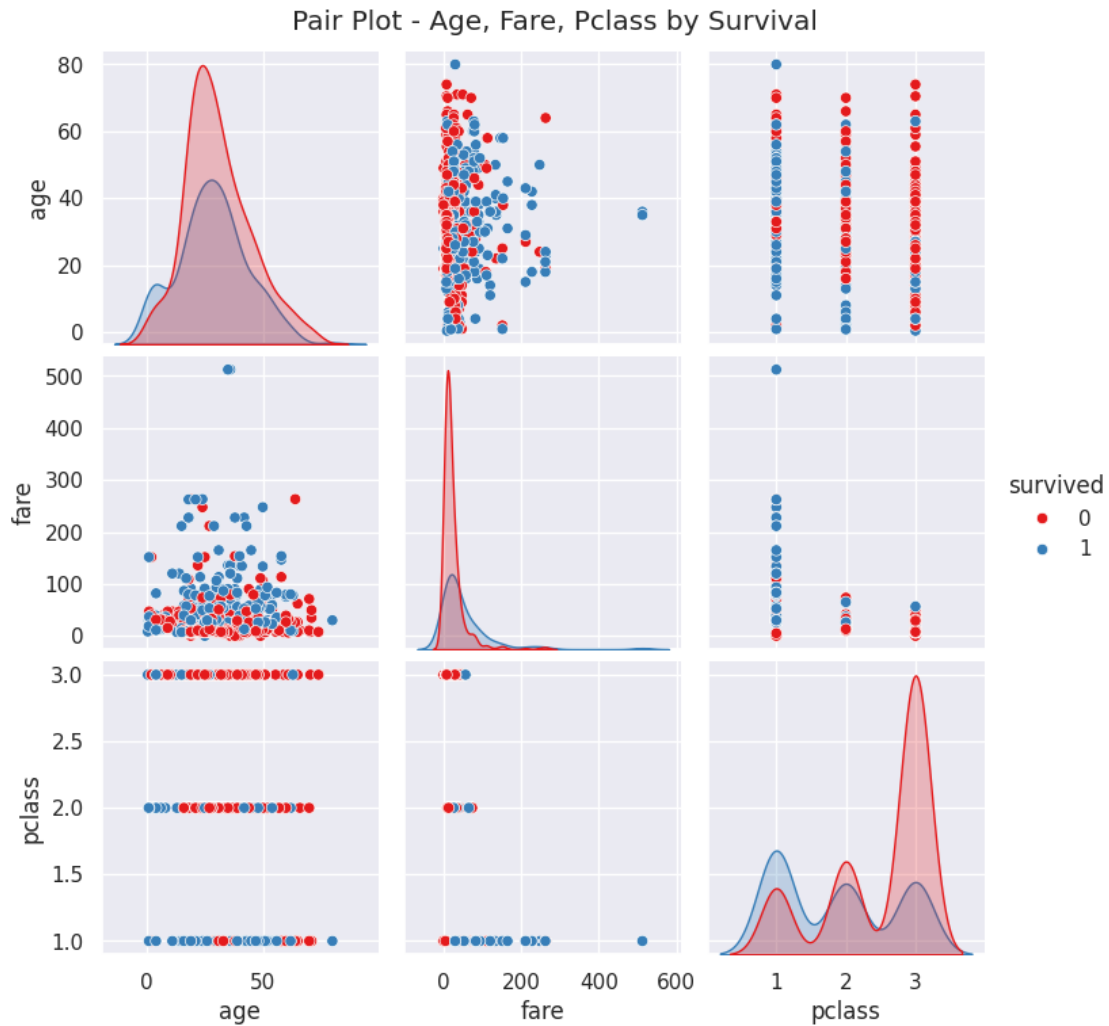 Pair Plot - Age, Fare, Pclass by Survival
80
60
40
20
0
age
500
400
300
200
100
0
fare
survived
0
1
3.0
2.5
2.0
1.5
1.0
pclass
0 50
0 200 400 600
1 2 3
age
fare
pclass